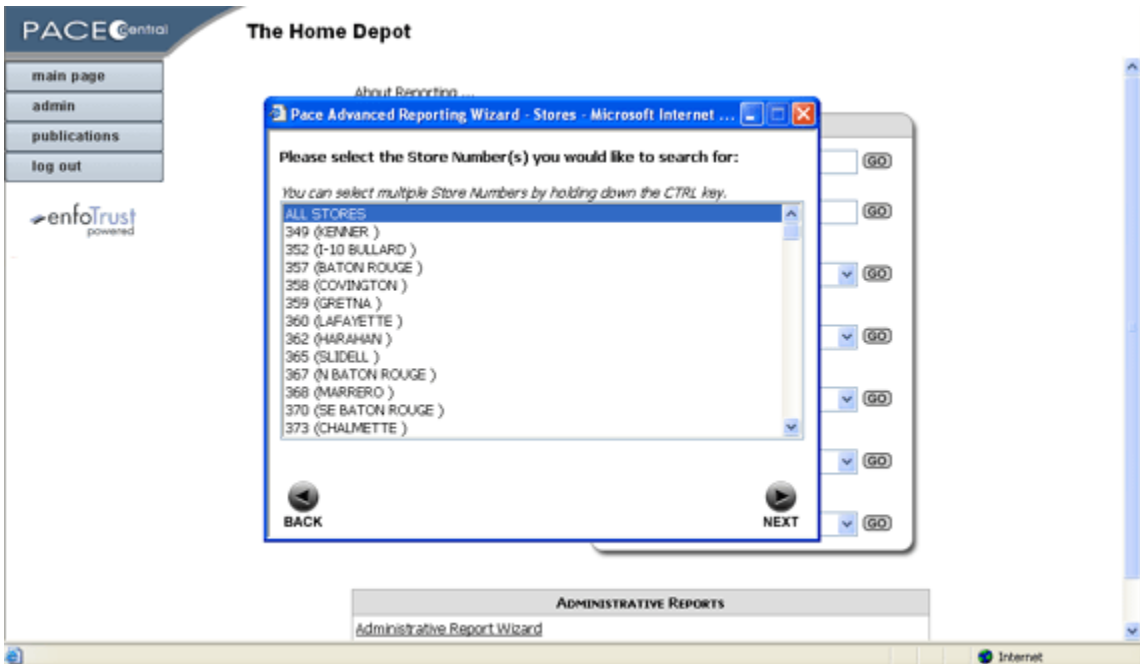 PACECentral
The Home Depot
main page
admin
publications
log out
enfoTrust
powered
About Reporting ...
Pace Advanced Reporting Wizard - Stores - Microsoft Internet ...
Please select the Store Number(s) you would like to search for:
You can select multiple Store Numbers by holding down the CTRL key.
ALL STORES
349 (KENNER )
352 (I-10 BULLARD )
357 (BATON ROUGE )
358 (COVINGTON )
359 (GRETNA )
360 (LAFAYETTE )
362 (HARAHAN )
365 (SLIDELL )
367 (N BATON ROUGE )
368 (MARRERO )
370 (SE BATON ROUGE )
373 (CHALMETTE )
BACK
NEXT
GO
GO
GO
GO
GO
GO
GO
ADMINISTRATIVE REPORTS
Administrative Report Wizard
Internet